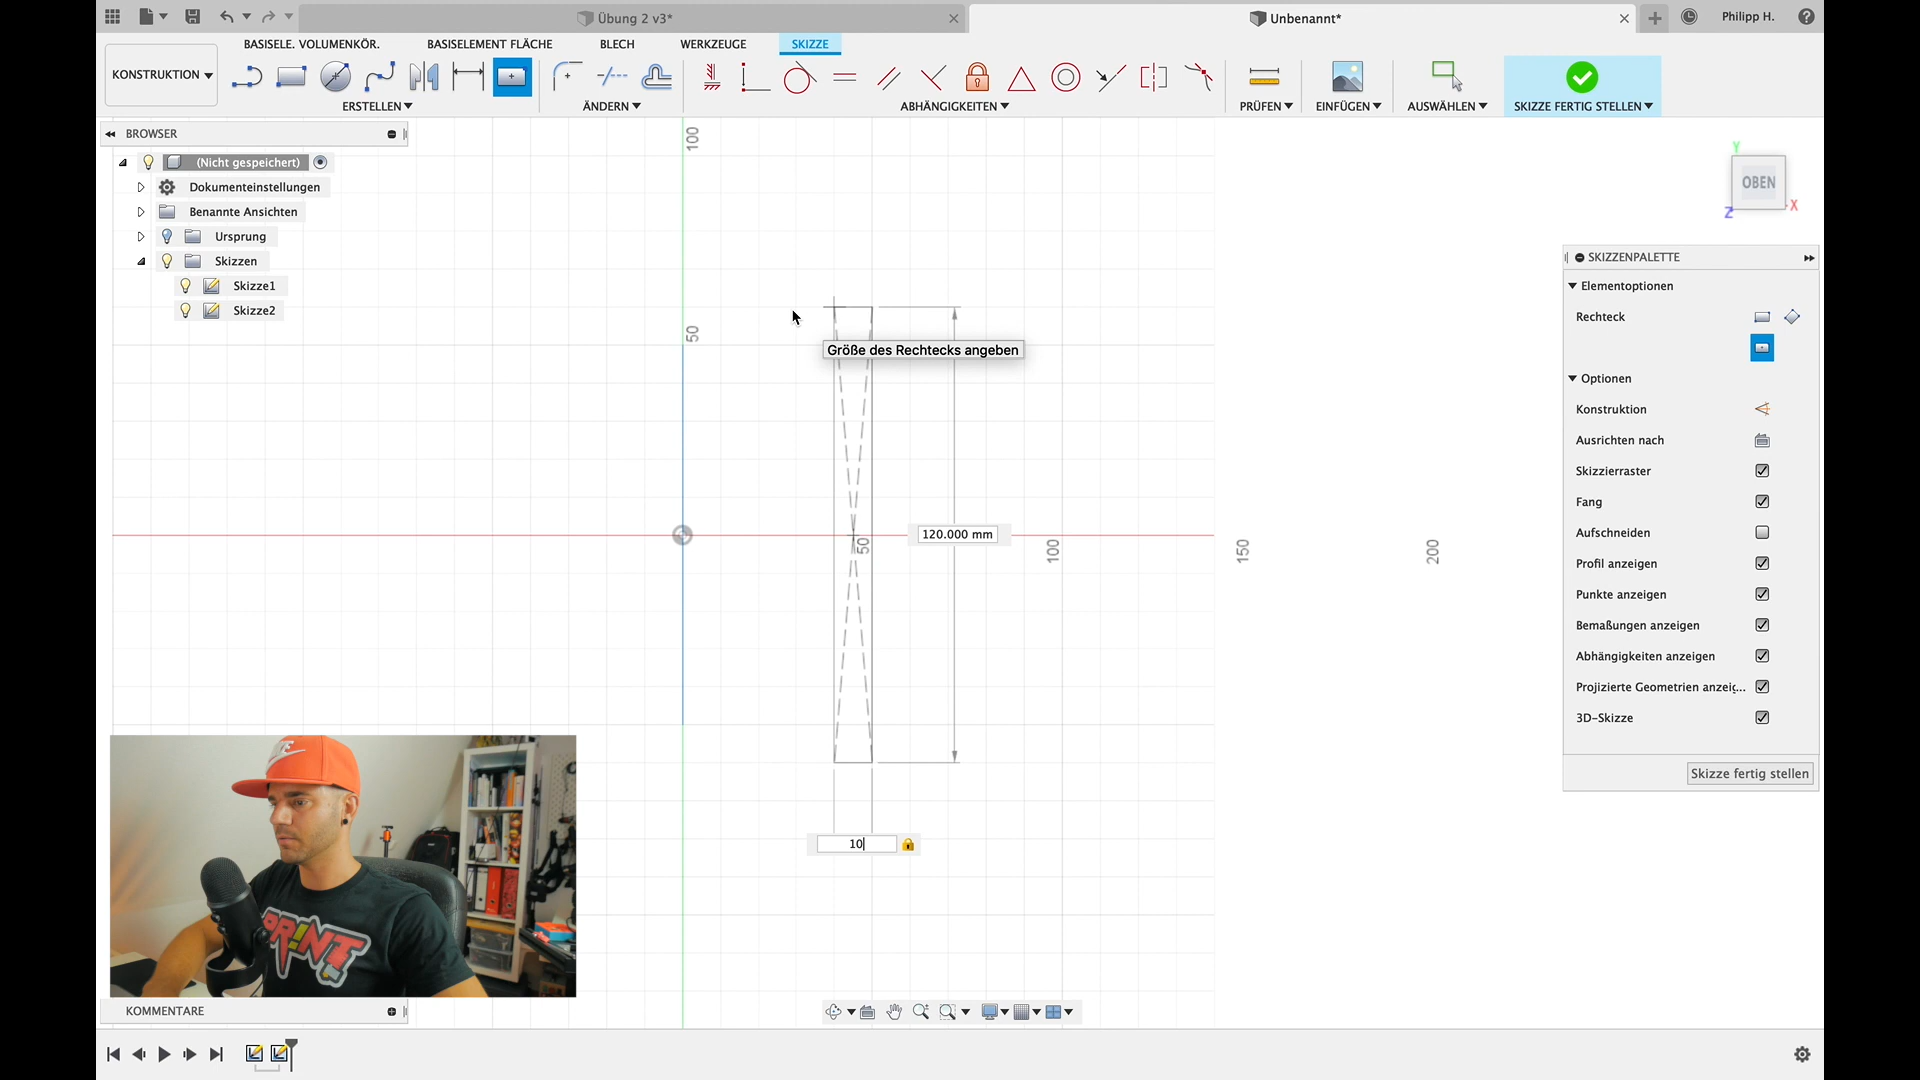 Übung 2 v3*
Unbenannt*
Philipp H.
BASISELE. VOLUMENKÖR.
BASISELEMENT FLÄCHE
BLECH
WERKZEUGE
SKIZZE
KONSTRUKTION
ERSTELLEN
ÄNDERN
ABHÄNGIGKEITEN
PRÜFEN
EINFÜGEN
AUSWÄHLEN
SKIZZE FERTIG STELLEN
BROWSER
(Nicht gespeichert)
Dokumenteinstellungen
Benannte Ansichten
Ursprung
Skizzen
Skizze1
Skizze2
100
50
Größe des Rechtecks angeben
120.000 mm
50
100
150
200
10
Y
OBEN
Z
X
SKIZZENPALETTE
Elementoptionen
Rechteck
Optionen
Konstruktion
Ausrichten nach
Skizzierraster
Fang
Aufschneiden
Profil anzeigen
Punkte anzeigen
Bemaßungen anzeigen
Abhängigkeiten anzeigen
Projizierte Geometrien anzeig...
3D-Skizze
Skizze fertig stellen
PR!NT
KOMMENTARE